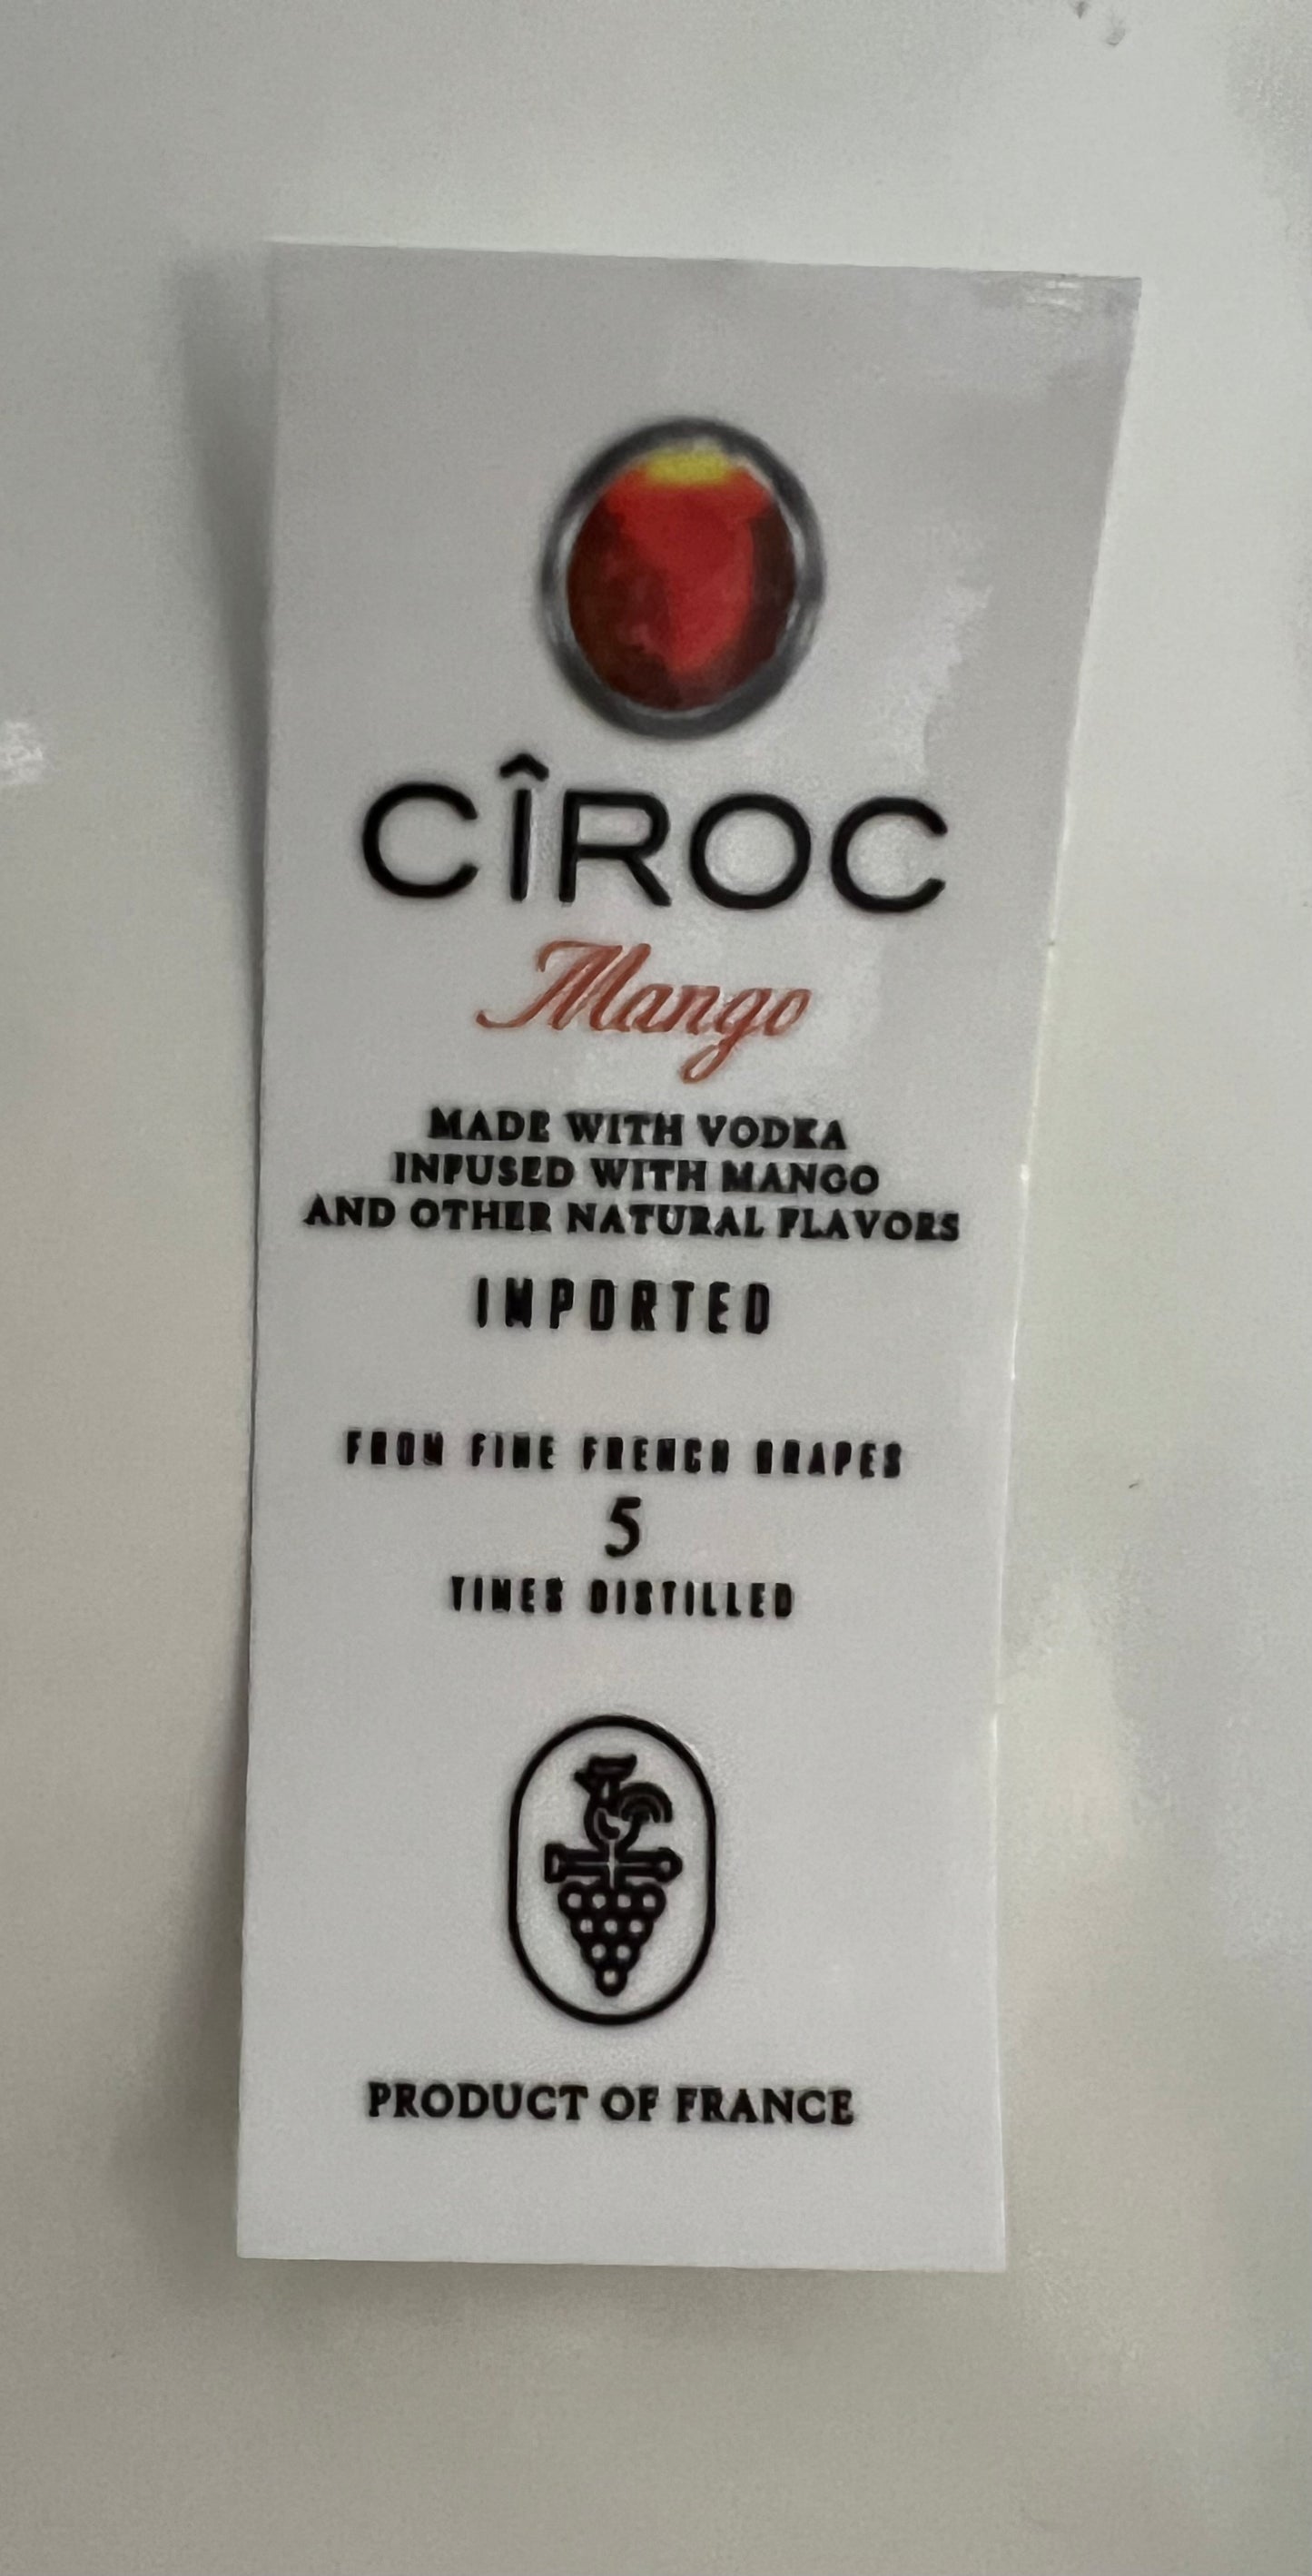 CÎROC
Mango
MADE WITH VODKA
INFUSED WITH MANGO
AND OTHER NATURAL FLAVORS
IMPORTED
FROM FINE FRENCH GRAPES
5
TIMES DISTILLED
PRODUCT OF FRANCE